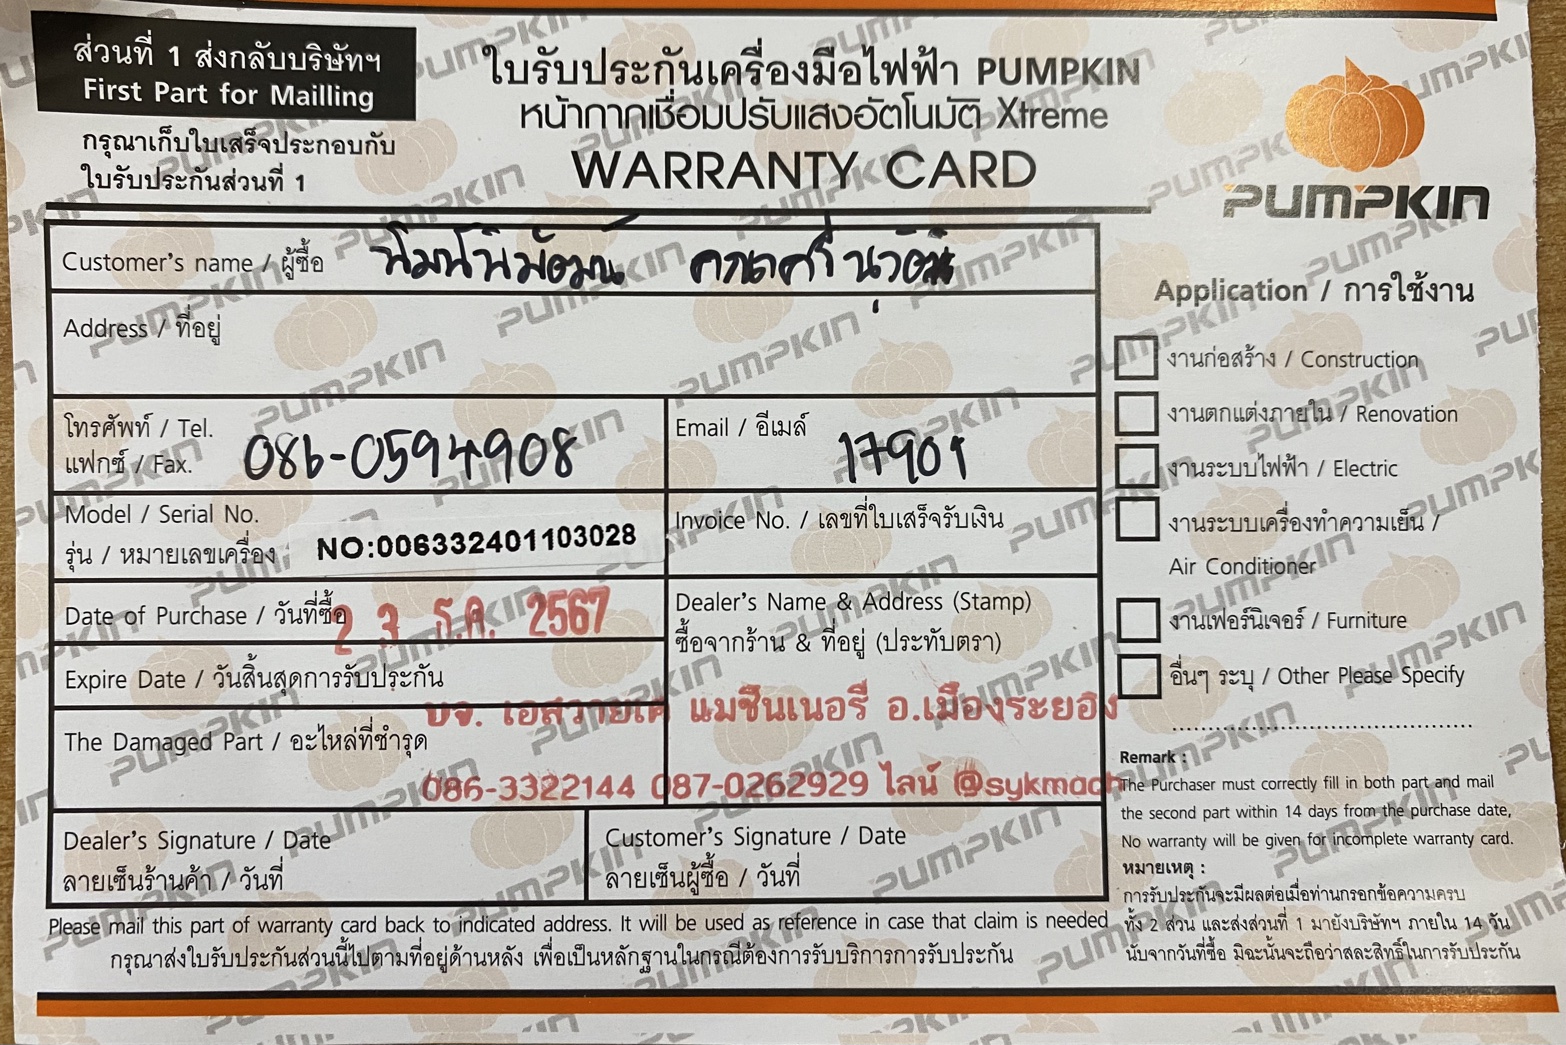 ส่วนที่ 1 ส่งกลับบริษัทฯ
First Part for Mailling
กรุณาเก็บใบเสร็จประกอบกับ
ใบรับประกันส่วนที่ 1
ใบรับประกันเครื่องมือไฟฟ้า PUMPKIN
หน้ากากเชื่อมปรับแสงอัตโนมัติ Xtreme
WARRANTY CARD
PUMPKIN
Customer's name / ผู้ซื้อ
Address / ที่อยู่
โทรศัพท์ / Tel.
แฟกซ์ / Fax.
086-0594908
Email / อีเมล์
17909
Model / Serial No.
รุ่น / หมายเลขเครื่อง
NO:006332401103028
Invoice No. / เลขที่ใบเสร็จรับเงิน
Date of Purchase / วันที่ซื้อ
23 ธ.ค. 2567
Dealer's Name & Address (Stamp)
ซื้อจากร้าน & ที่อยู่ (ประทับตรา)
Expire Date / วันสิ้นสุดการรับประกัน
บจ. เอสวายเค แมชินเนอรี อ.เมืองระยอง
The Damaged Part / อะไหล่ที่ชำรุด
086-3322144 087-0262929 ไลน์ @sykmach
Dealer's Signature / Date
ลายเซ็นร้านค้า / วันที่
Customer's Signature / Date
ลายเซ็นผู้ซื้อ / วันที่
Please mail this part of warranty card back to indicated address. It will be used as reference in case that claim is needed
กรุณาส่งใบรับประกันส่วนนี้ไปตามที่อยู่ด้านหลัง เพื่อเป็นหลักฐานในกรณีต้องการรับบริการการรับประกัน
Application / การใช้งาน
งานก่อสร้าง / Construction
งานตกแต่งภายใน / Renovation
งานระบบไฟฟ้า / Electric
งานระบบเครื่องทำความเย็น /
Air Conditioner
งานเฟอร์นิเจอร์ / Furniture
อื่นๆ ระบุ / Other Please Specify
Remark :
The Purchaser must correctly fill in both part and mail
the second part within 14 days from the purchase date,
No warranty will be given for incomplete warranty card.
หมายเหตุ :
การรับประกันจะมีผลต่อเมื่อท่านกรอกข้อความครบ
ทั้ง 2 ส่วน และส่งส่วนที่ 1 มายังบริษัทฯ ภายใน 14 วัน
นับจากวันที่ซื้อ มิฉะนั้นจะถือว่าสละสิทธิ์ในการรับประกัน